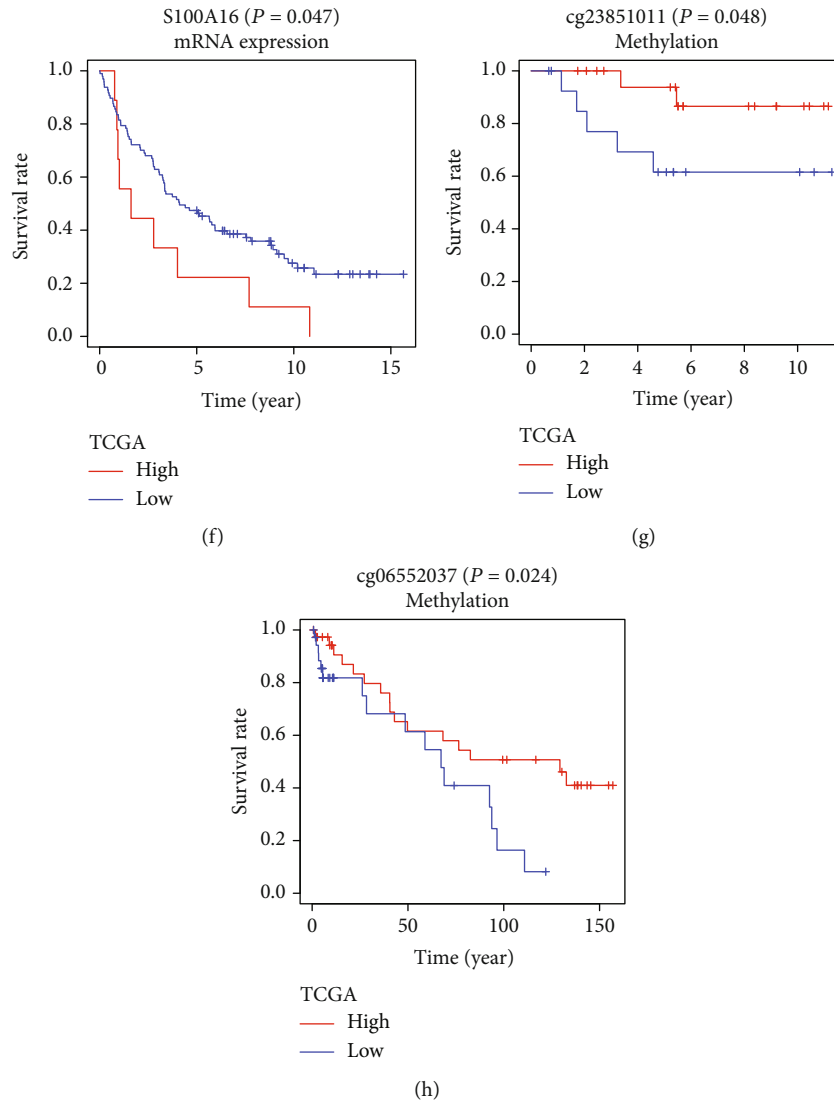 S100A16 (P = 0.047)
mRNA expression
1.0
0.8
0.6
0.4
0.2
0.0
Survival rate
0 5 10 15
Time (year)
TCGA
High
Low
(f)
cg23851011 (P = 0.048)
Methylation
1.0
0.8
0.6
0.4
0.2
0.0
Survival rate
0 2 4 6 8 10
Time (year)
TCGA
High
Low
(g)
cg06552037 (P = 0.024)
Methylation
1.0
0.8
0.6
0.4
0.2
0.0
Survival rate
0 50 100 150
Time (year)
TCGA
High
Low
(h)